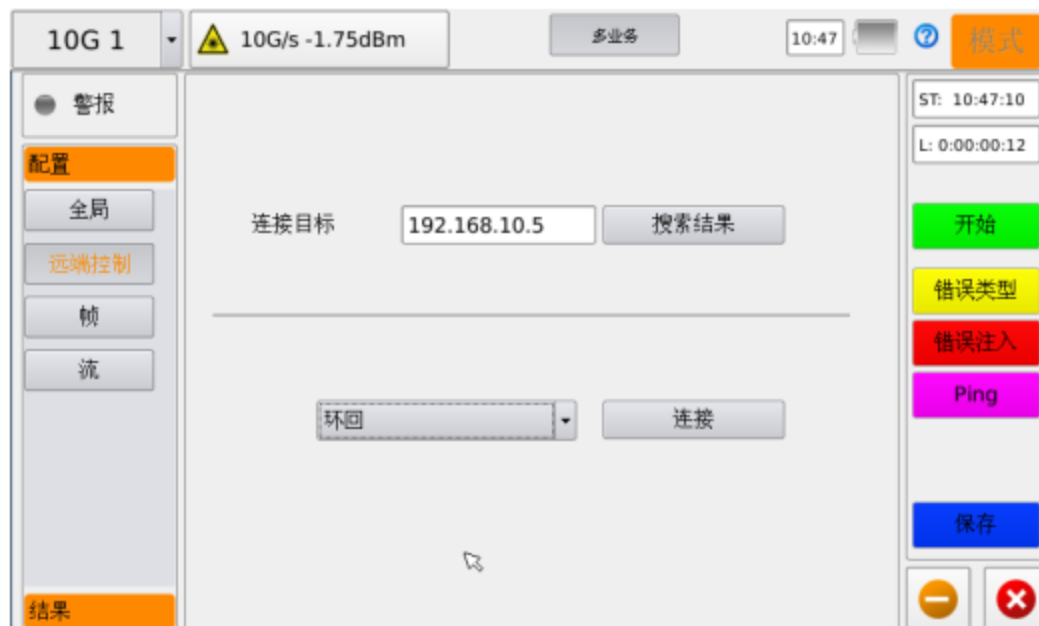 10G 1
10G/s -1.75dBm
多业务
10:47
模式
警报
ST: 10:47:10
L: 0:00:00:12
配置
全局
远端控制
帧
流
连接目标
192.168.10.5
搜索结果
环回
连接
开始
错误类型
错误注入
Ping
保存
结果